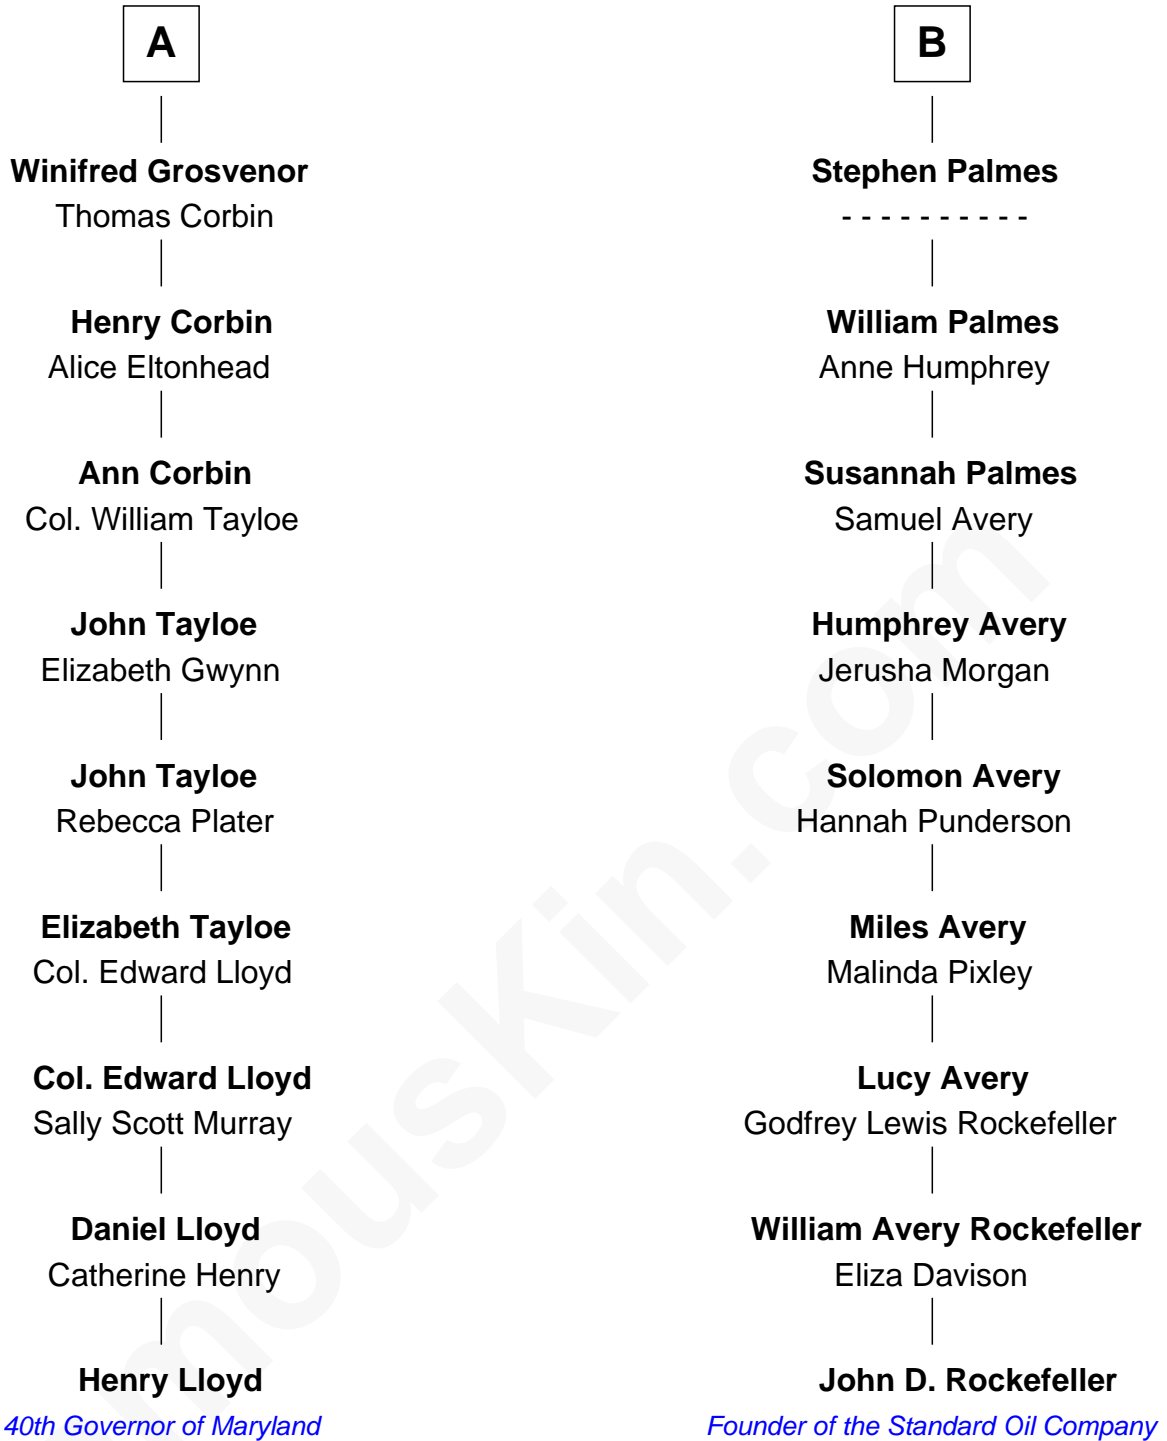 A
Winifred Grosvenor
Thomas Corbin
Henry Corbin
Alice Eltonhead
Ann Corbin
Col. William Tayloe
John Tayloe
Elizabeth Gwynn
John Tayloe
Rebecca Plater
Elizabeth Tayloe
Col. Edward Lloyd
Col. Edward Lloyd
Sally Scott Murray
Daniel Lloyd
Catherine Henry
Henry Lloyd
40th Governor of Maryland
B
Stephen Palmes
- - - - - - - - - -
William Palmes
Anne Humphrey
Susannah Palmes
Samuel Avery
Humphrey Avery
Jerusha Morgan
Solomon Avery
Hannah Punderson
Miles Avery
Malinda Pixley
Lucy Avery
Godfrey Lewis Rockefeller
William Avery Rockefeller
Eliza Davison
John D. Rockefeller
Founder of the Standard Oil Company
mousKin.com